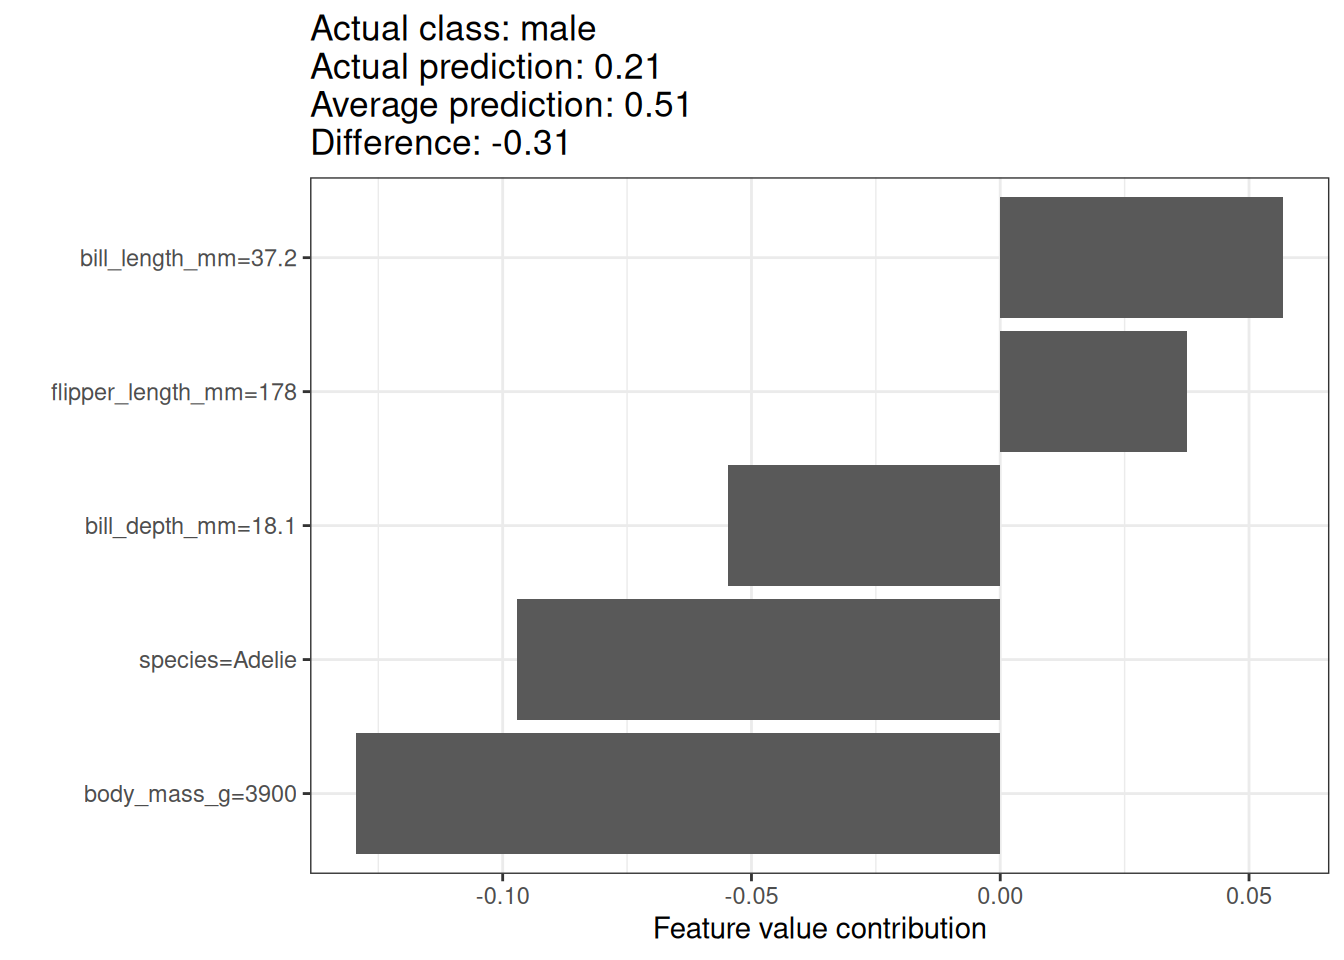 Actual class: male
Actual prediction: 0.21
Average prediction: 0.51
Difference: -0.31
bill_length_mm=37.2
flipper_length_mm=178
bill_depth_mm=18.1
species=Adelie
body_mass_g=3900
-0.10 -0.05 0.00 0.05
Feature value contribution